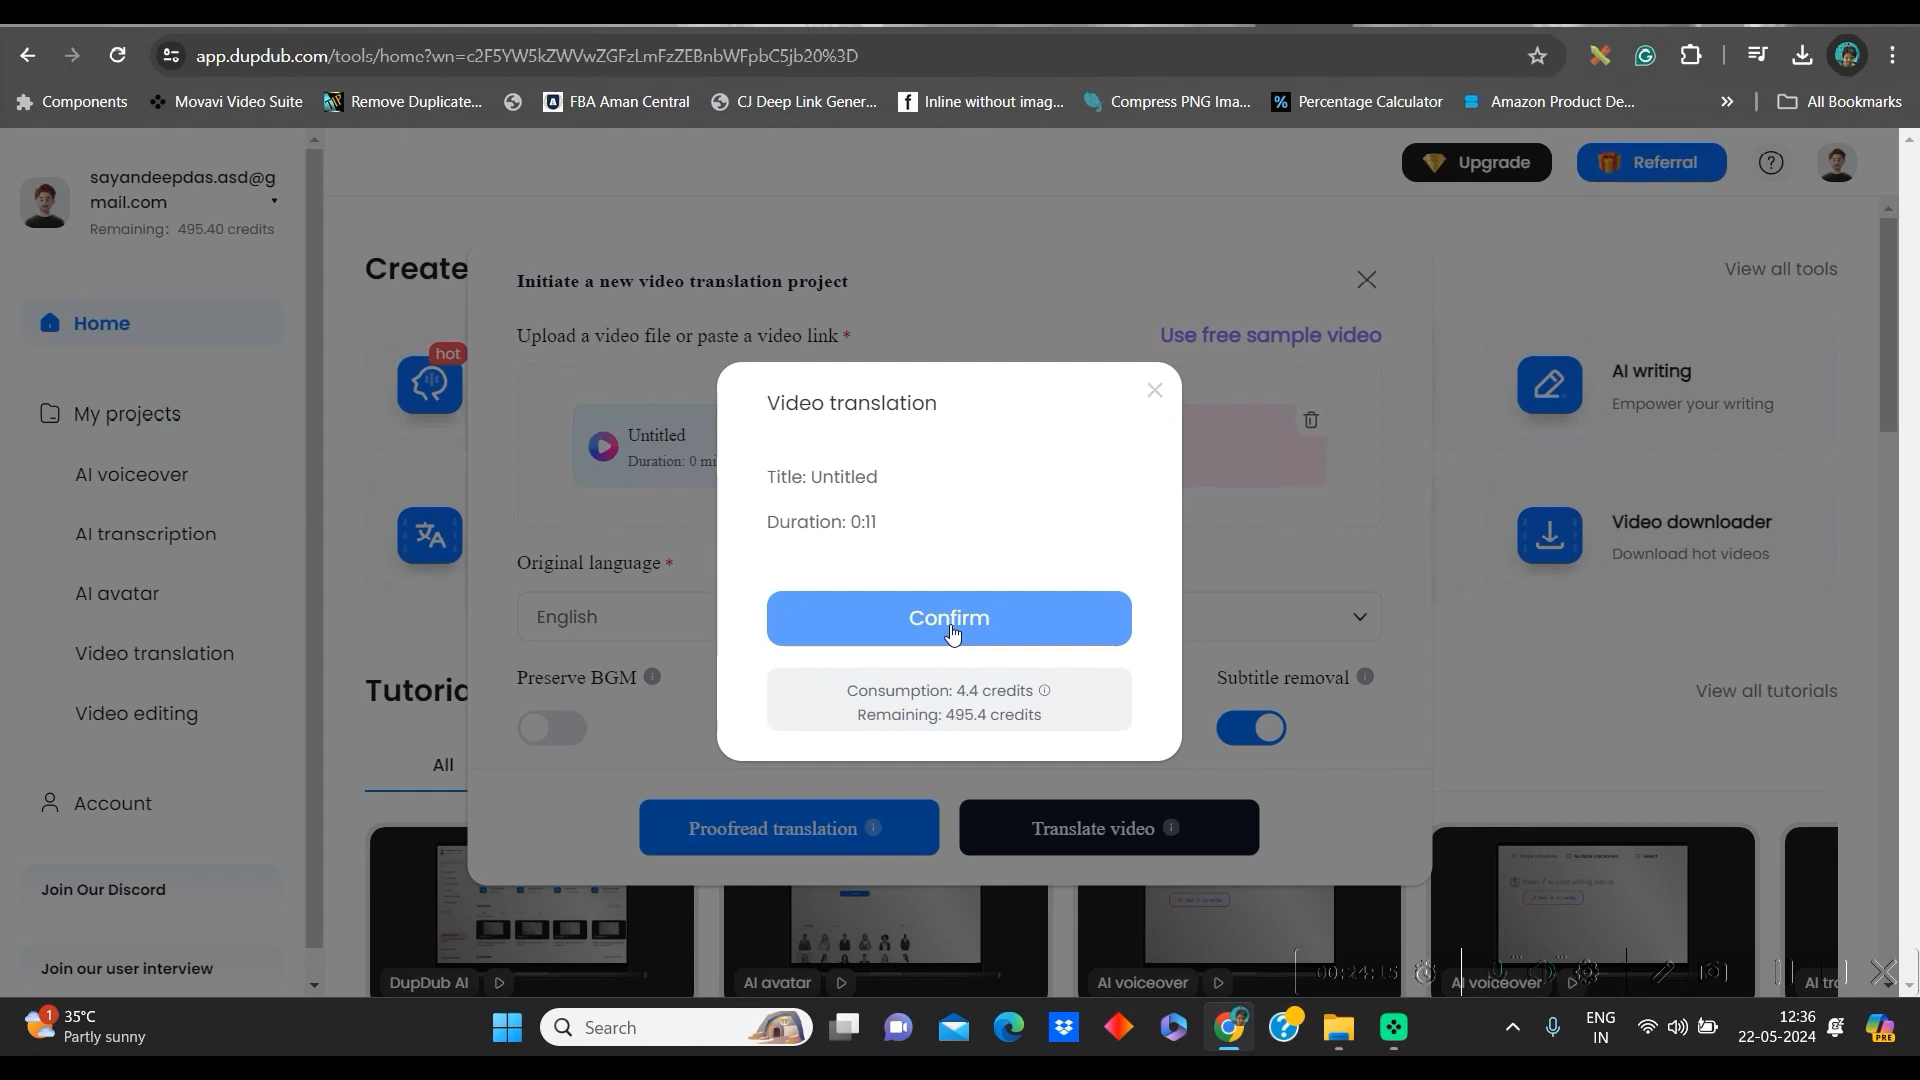 app.dupdub.com/tools/home?wn=c2F5YW5kZWVwZGFzLmFzZEBnbWFpbC5jb20%3D
Components
Movavi Video Suite
Remove Duplicate...
FBA Aman Central
CJ Deep Link Gener...
Inline without imag...
Compress PNG Ima...
Percentage Calculator
Amazon Product De...
All Bookmarks
sayandeepdas.asd@g
mail.com
Remaining: 495.40 credits
Upgrade
Referral
Create
View all tools
Initiate a new video translation project
Home
Upload a video file or paste a video link *
Use free sample video
hot
AI writing
Empower your writing
My projects
Video translation
Untitled
Duration: 0 mi
AI voiceover
Title: Untitled
Duration: 0:11
AI transcription
Video downloader
Download hot videos
Original language *
AI avatar
English
Confirm
Video translation
Preserve BGM
Subtitle removal
Consumption: 4.4 credits
Remaining: 495.4 credits
Tutoria
View all tutorials
Video editing
All
Account
Proofread translation
Translate video
Join Our Discord
Join our user interview
DupDub AI
AI avatar
AI voiceover
AI voiceover
AI tra
00:24:15
1
35°C
Partly sunny
Search
ENG
IN
12:36
22-05-2024
PRE